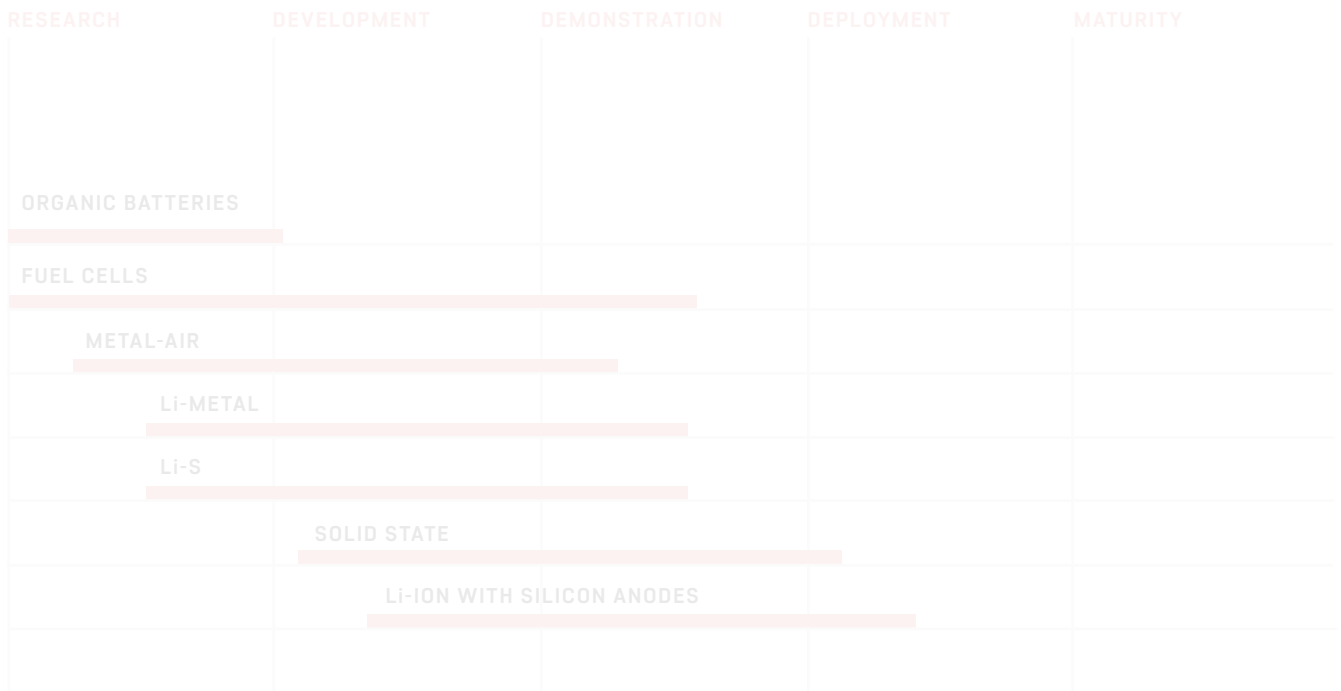 RESEARCH DEVELOPMENT DEMONSTRATION DEPLOYMENT MATURITY
ORGANIC BATTERIES
FUEL CELLS
METAL-AIR
Li-METAL
Li-S
SOLID STATE
Li-ION WITH SILICON ANODES